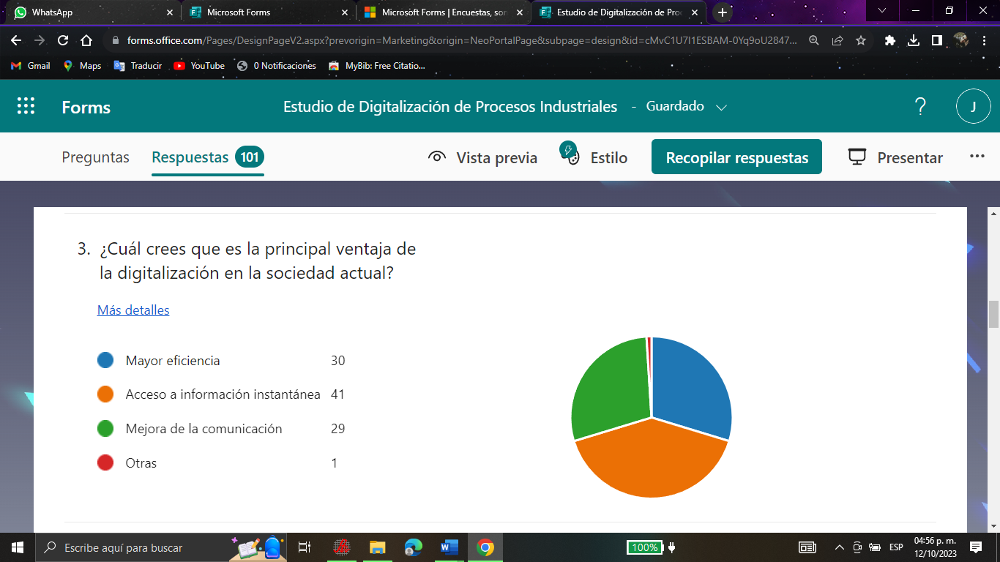 WhatsApp
Microsoft Forms
Microsoft Forms | Encuestas, son
Estudio de Digitalización de Proc
forms.office.com/Pages/DesignPageV2.aspx?prevorigin=Marketing&origin=NeoPortalPage&subpage=design&id=cMvC1U7I1ESBAM-0Yq9oU2847...
Gmail
Maps
Traducir
YouTube
0 Notificaciones
MyBib: Free Citatio...
Forms
Estudio de Digitalización de Procesos Industriales - Guardado
?
J
Preguntas
Respuestas 101
Vista previa
Estilo
Recopilar respuestas
Presentar
3. ¿Cuál crees que es la principal ventaja de
la digitalización en la sociedad actual?
Más detalles
Mayor eficiencia 30
Acceso a información instantánea 41
Mejora de la comunicación 29
Otras 1
Escribe aquí para buscar
100%
ESP
04:56 p. m.
12/10/2023